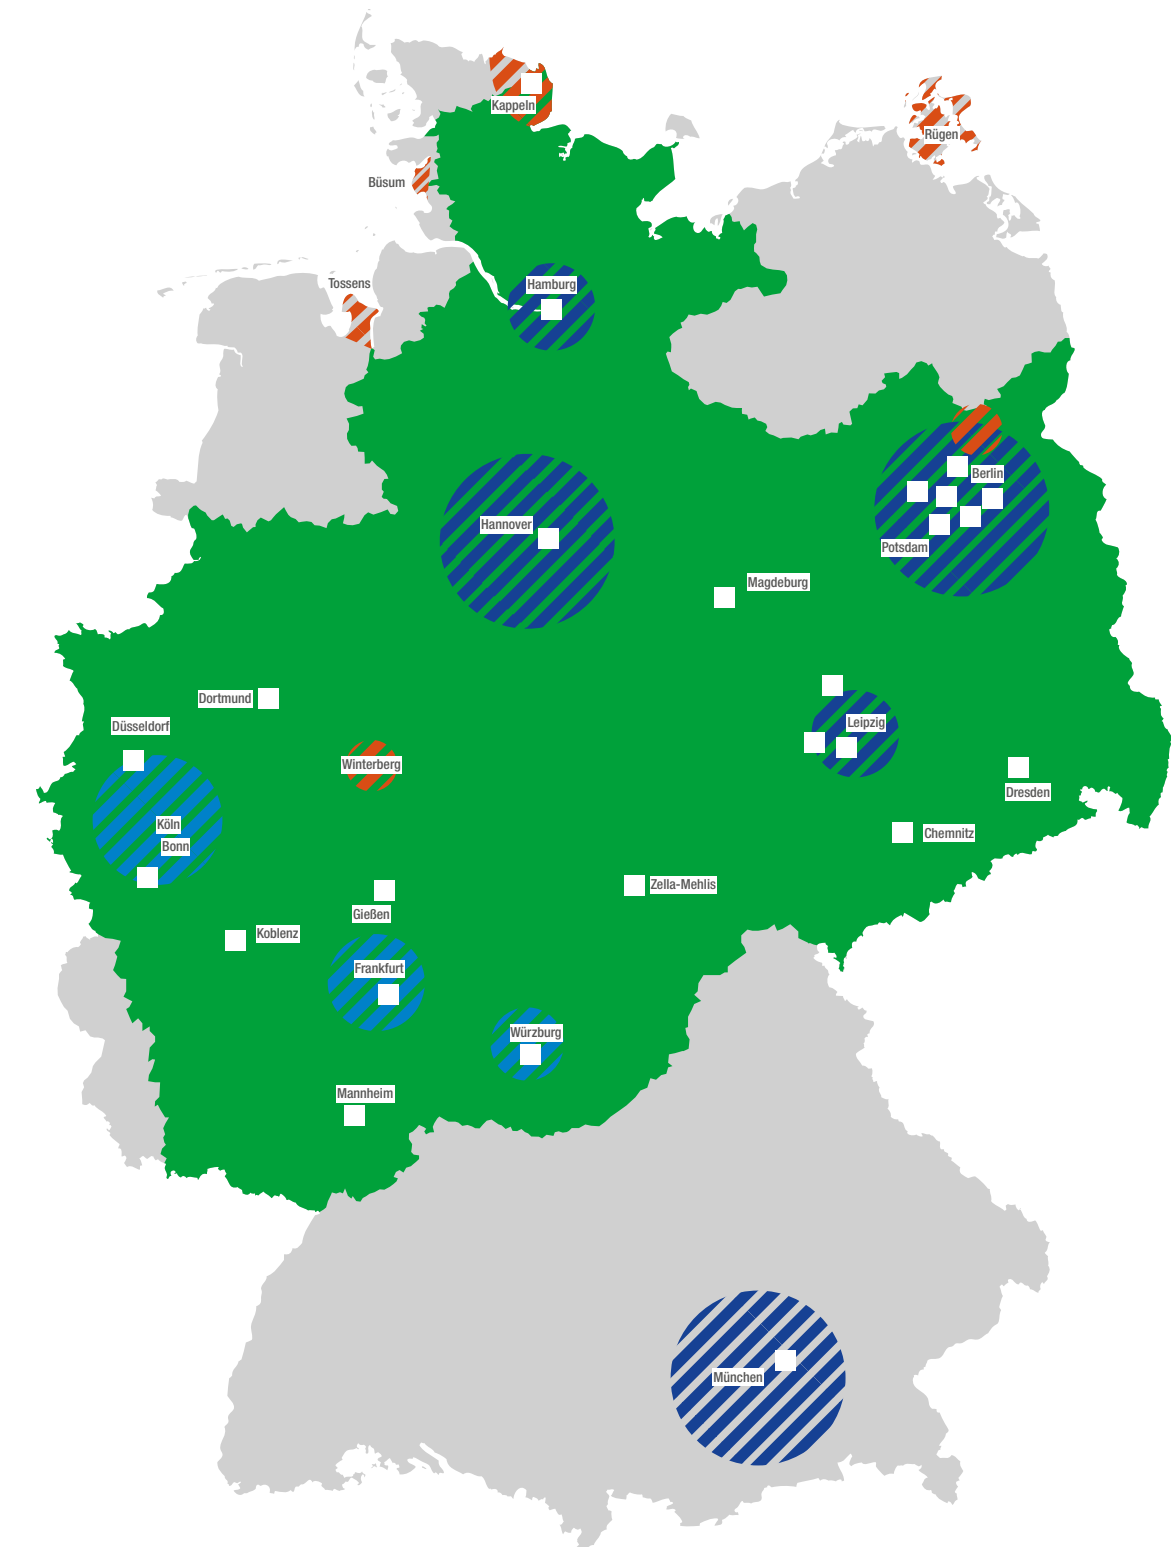 Kappeln
Rügen
Büsum
Tossens
Hamburg
Berlin
Hannover
Potsdam
Magdeburg
Dortmund
Düsseldorf
Leipzig
Winterberg
Dresden
Köln
Chemnitz
Bonn
Zella-Mehlis
Gießen
Koblenz
Frankfurt
Würzburg
Mannheim
München